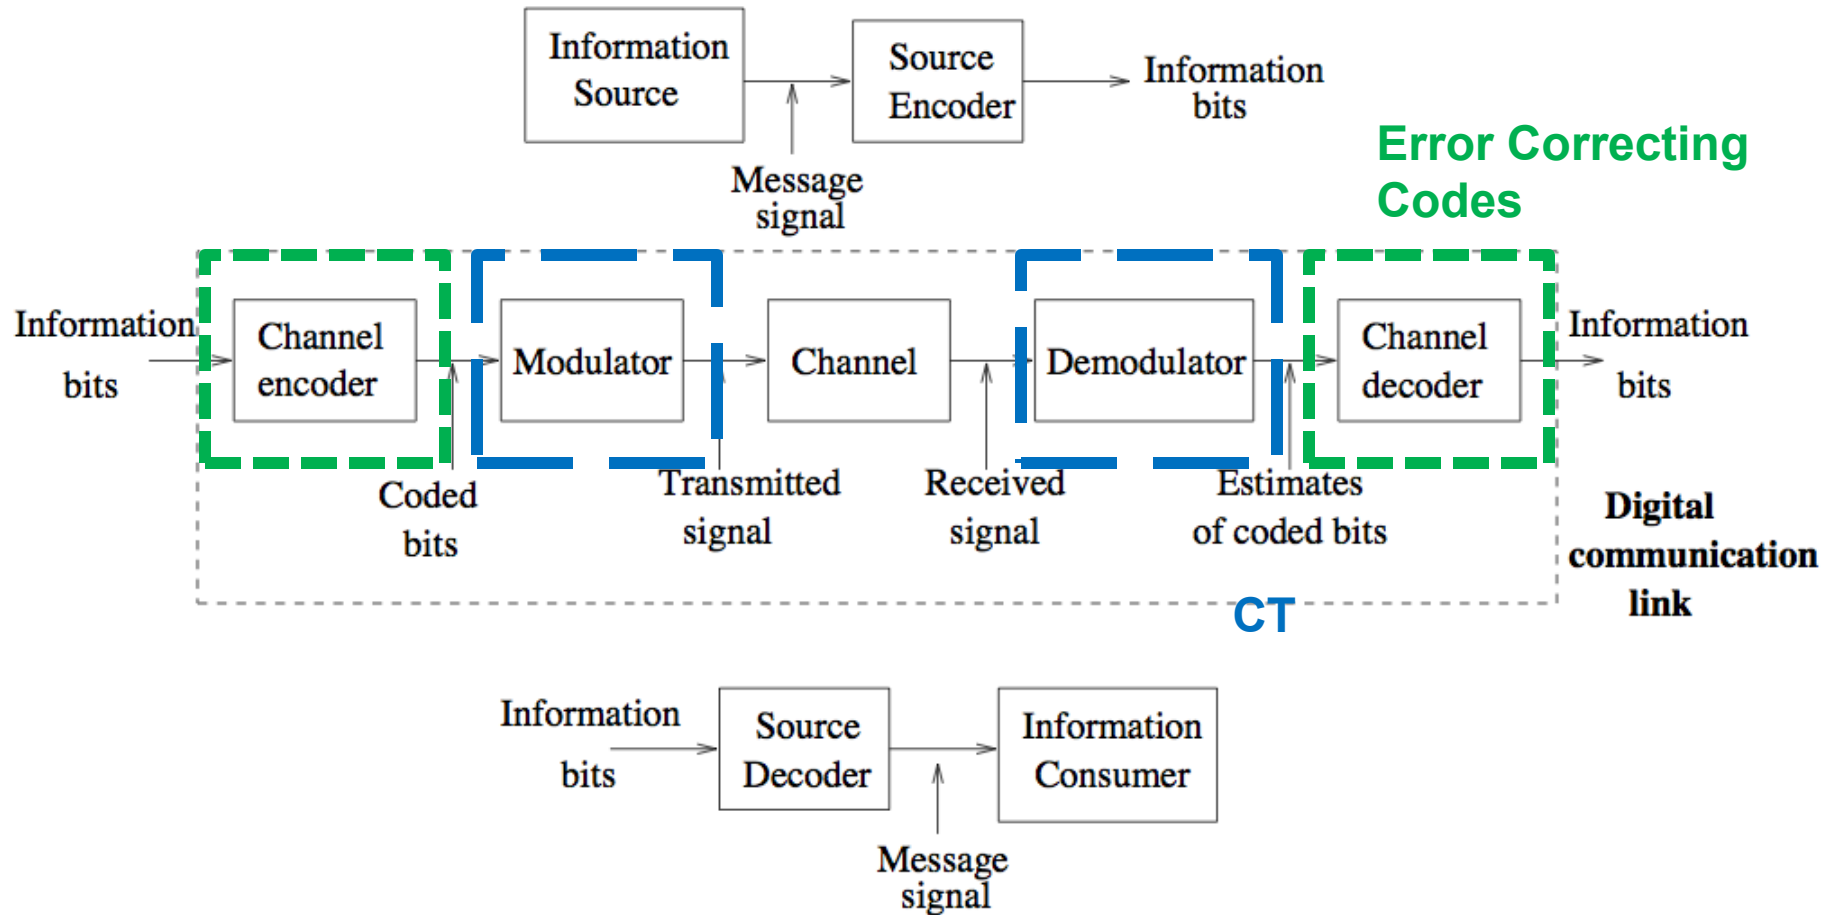 Information
Source
Source
Encoder
Information
bits
Message
signal
Error Correcting
Codes
Information
bits
Channel
encoder
Modulator
Channel
Demodulator
Channel
decoder
Information
bits
Coded
bits
Transmitted
signal
Received
signal
Estimates
of coded bits
Digital
communication
link
CT
Information
bits
Source
Decoder
Information
Consumer
Message
signal